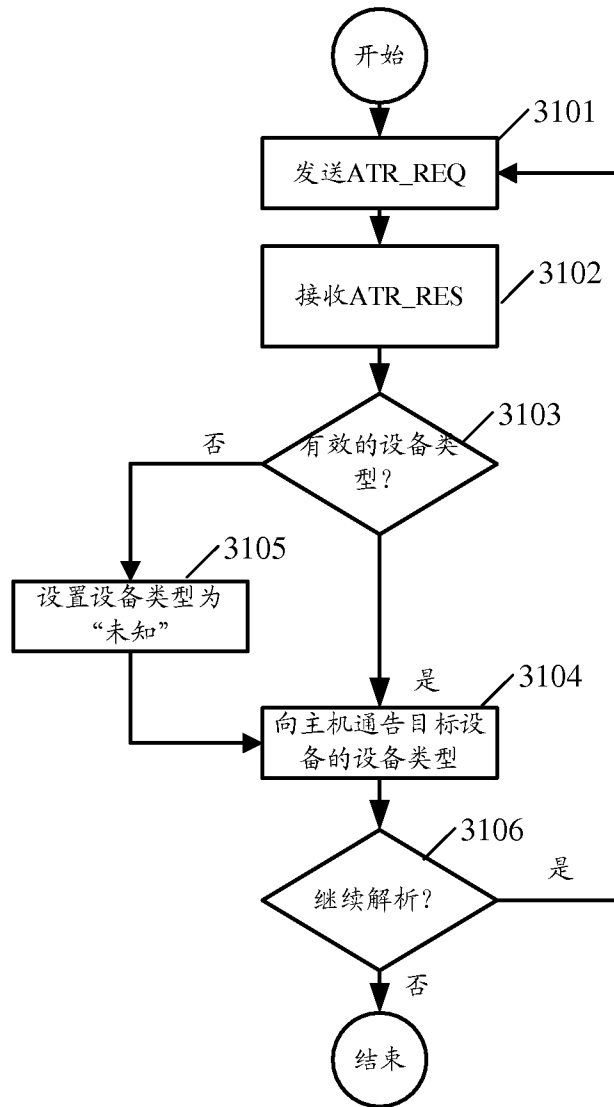 开始
3101
发送ATR_REQ
3102
接收ATR_RES
3103
否
有效的设备类
型？
3105
设置设备类型为
“未知”
是
3104
向主机通告目标设
备的设备类型
3106
是
继续解析？
否
结束